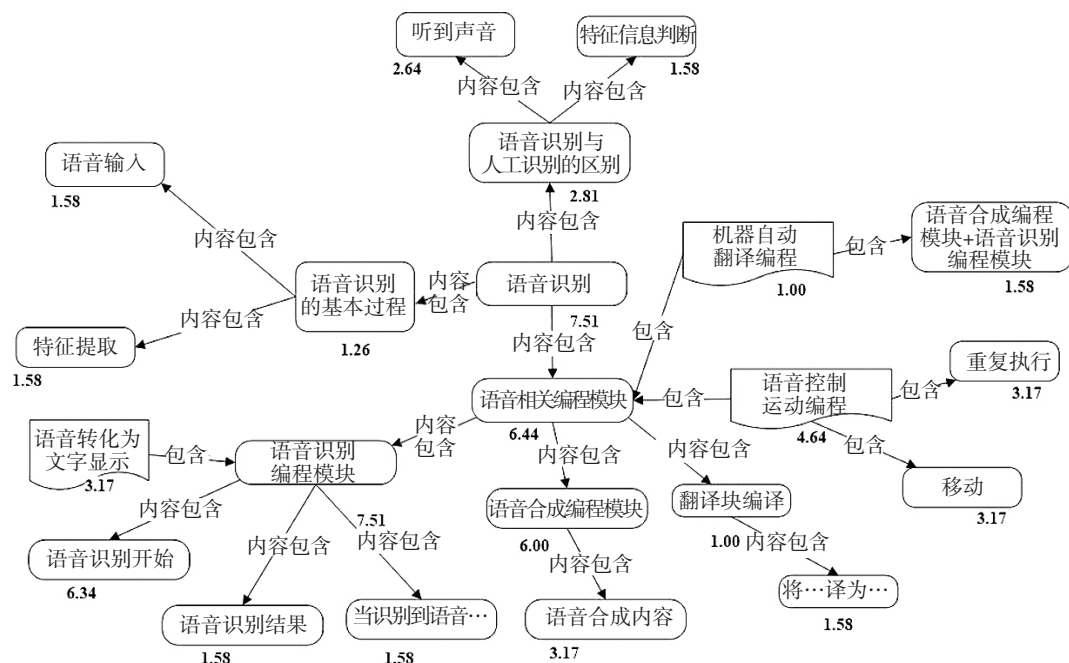 听到声音
2.64
特征信息判断
1.58
内容包含
内容包含
语音识别与
人工识别的区别
2.81
语音输入
1.58
内容包含
内容包含
语音识别
的基本过程
1.26
内容
包含
语音识别
7.51
机器自动
翻译编程
1.00
包含
语音合成编程
模块+语音识别
编程模块
1.58
特征提取
1.58
内容包含
内容包含
包含
语音相关编程模块
6.44
包含
语音控制
运动编程
4.64
包含
重复执行
3.17
包含
移动
3.17
语音转化为
文字显示
3.17
包含
语音识别
编程模块
7.51
内容
包含
内容包含
内容包含
语音合成编程模块
6.00
翻译块编译
1.00
内容包含
语音识别开始
6.34
内容包含
内容包含
内容包含
内容包含
语音识别结果
1.58
当识别到语音…
1.58
语音合成内容
3.17
将…译为…
1.58